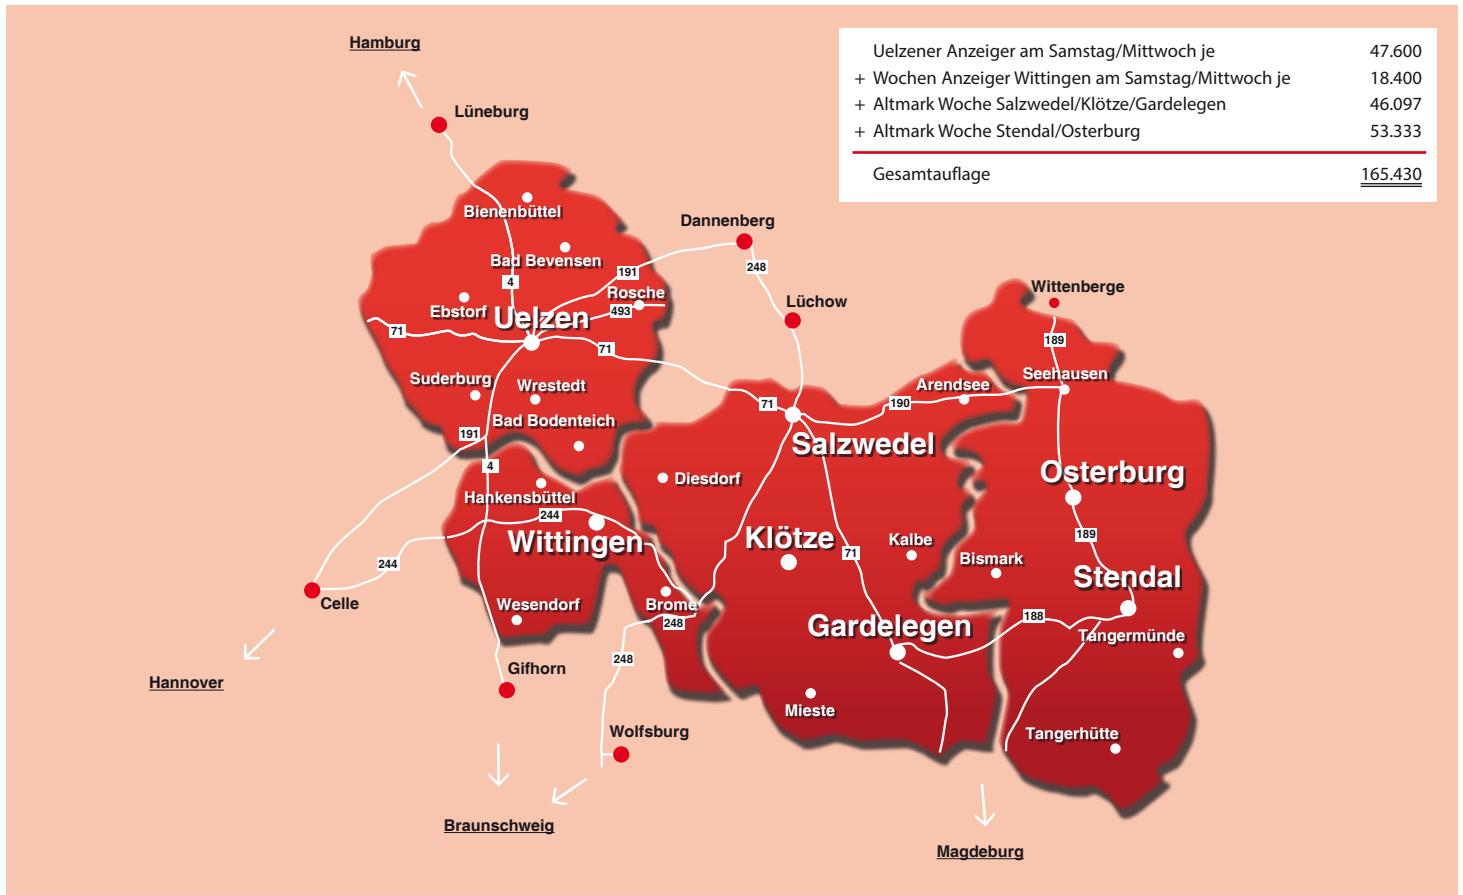 Hamburg
Uelzener Anzeiger am Samstag/Mittwoch je 47.600
+ Wochen Anzeiger Wittingen am Samstag/Mittwoch je 18.400
+ Altmark Woche Salzwedel/Klötze/Gardelegen 46.097
+ Altmark Woche Stendal/Osterburg 53.333
Gesamtauflage 165.430
Lüneburg
Bienenbüttel
Dannenberg
Bad Bevensen
191
248
4
Rosche
Wittenberge
Ebstorf
493
Lüchow
Uelzen
71
189
71
Seehausen
Suderburg
Wrestedt
Arendsee
71
190
Bad Bodenteich
191
Salzwedel
4
Osterburg
Diesdorf
Hankensbüttel
244
Wittingen
Klötze
189
Kalbe
71
Bismark
244
Stendal
Celle
Wesendorf
Brome
248
Gardelegen
188
Tangermünde
248
Gifhorn
Hannover
Mieste
Wolfsburg
Tangerhütte
Braunschweig
Magdeburg